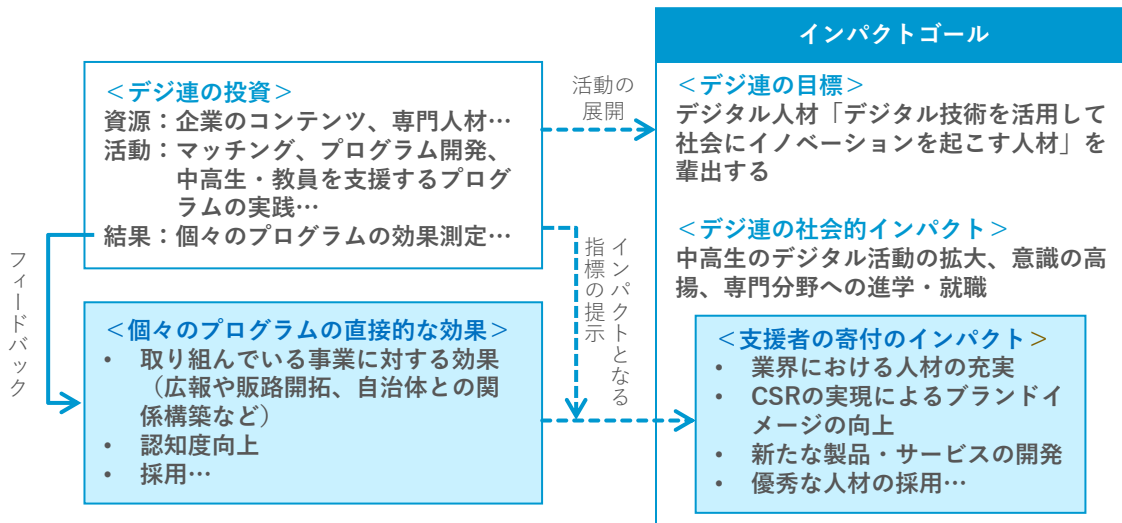 <デジ連の投資>
資源：企業のコンテンツ、専門人材…
活動：マッチング、プログラム開発、
中高生・教員を支援するプログ
ラムの実践…
結果：個々のプログラムの効果測定…
フィードバック
<個々のプログラムの直接的な効果>
• 取り組んでいる事業に対する効果
（広報や販路開拓、自治体との関
係構築など）
• 認知度向上
• 採用…
活動の
展開
インパクトとなる
指標の提示
インパクトゴール
<デジ連の目標>
デジタル人材「デジタル技術を活用して
社会にイノベーションを起こす人材」を
輩出する
<デジ連の社会的インパクト>
中高生のデジタル活動の拡大、意識の高
揚、専門分野への進学・就職
<支援者の寄付のインパクト>
• 業界における人材の充実
• CSRの実現によるブランドイ
メージの向上
• 新たな製品・サービスの開発
• 優秀な人材の採用…